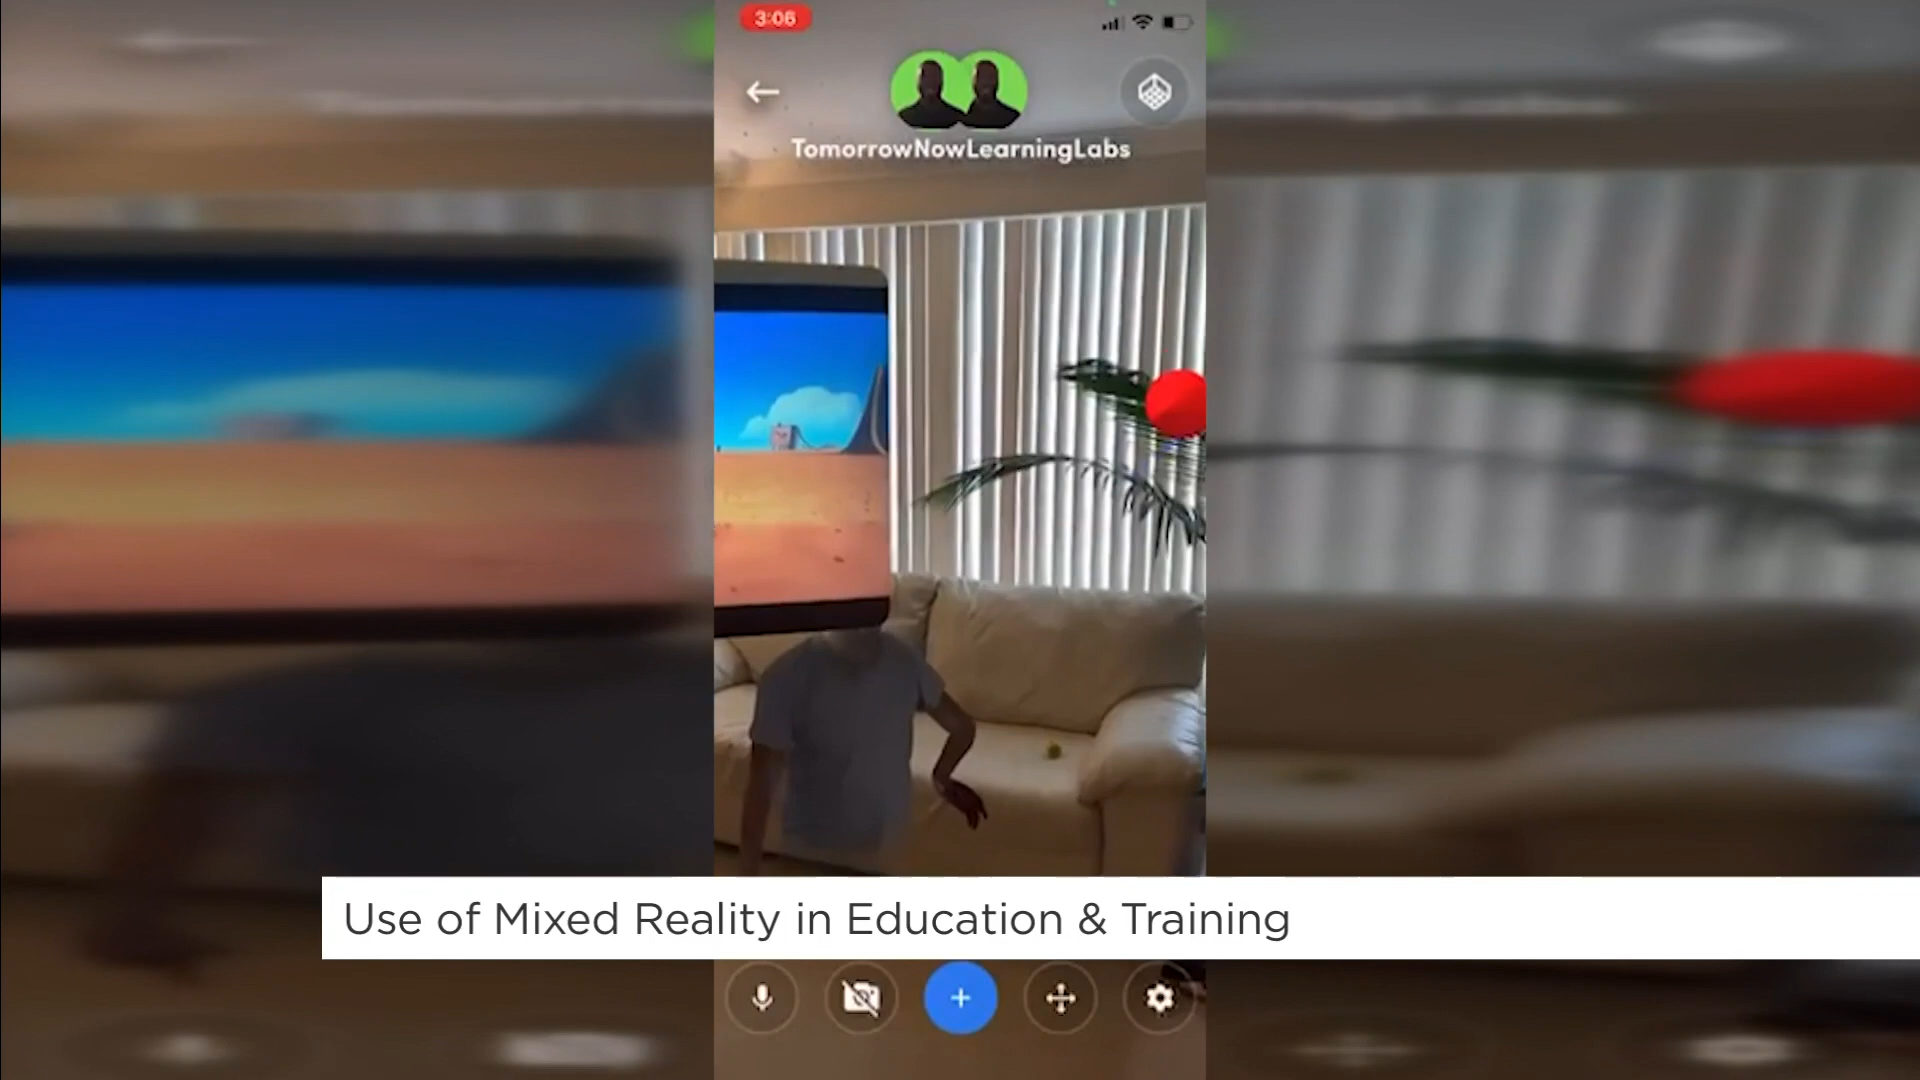 3:06
TomorrowNowLearningLabs
Use of Mixed Reality in Education & Training